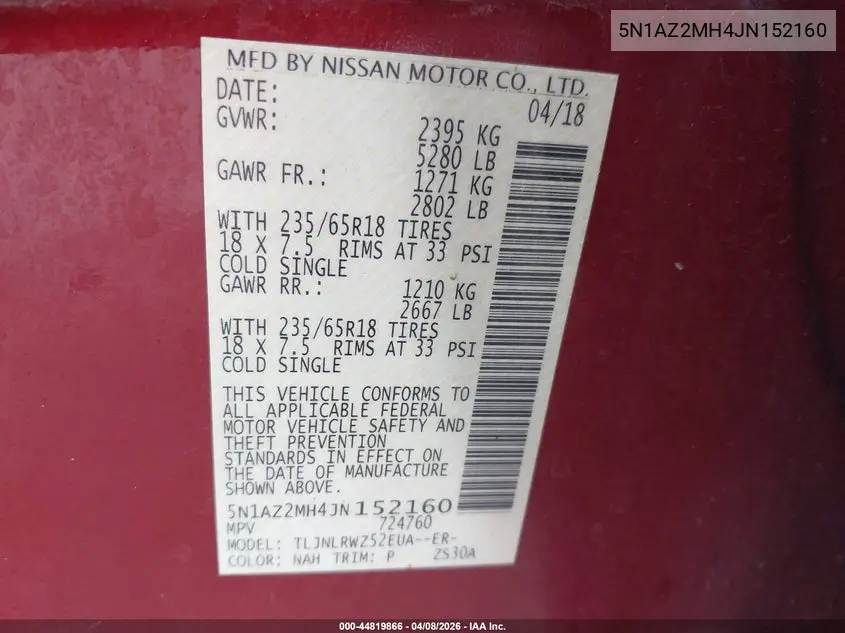 5N1AZ2MH4JN152160
MFD BY NISSAN MOTOR CO., LTD.
DATE: 04/18
GVWR: 2395 KG
5280 LB
GAWR FR.: 1271 KG
2802 LB
WITH 235/65R18 TIRES
18 X 7.5 RIMS AT 33 PSI
COLD SINGLE
GAWR RR.: 1210 KG
2667 LB
WITH 235/65R18 TIRES
18 X 7.5 RIMS AT 33 PSI
COLD SINGLE
THIS VEHICLE CONFORMS TO
ALL APPLICABLE FEDERAL
MOTOR VEHICLE SAFETY AND
THEFT PREVENTION
STANDARDS IN EFFECT ON
THE DATE OF MANUFACTURE
SHOWN ABOVE.
5N1AZ2MH4JN152160
MPV 724760
MODEL: TLJNLRWZ52EUA--ER-
COLOR: NAH TRIM: P ZS30A
000-44819866 - 04/08/2026 - IAA Inc.